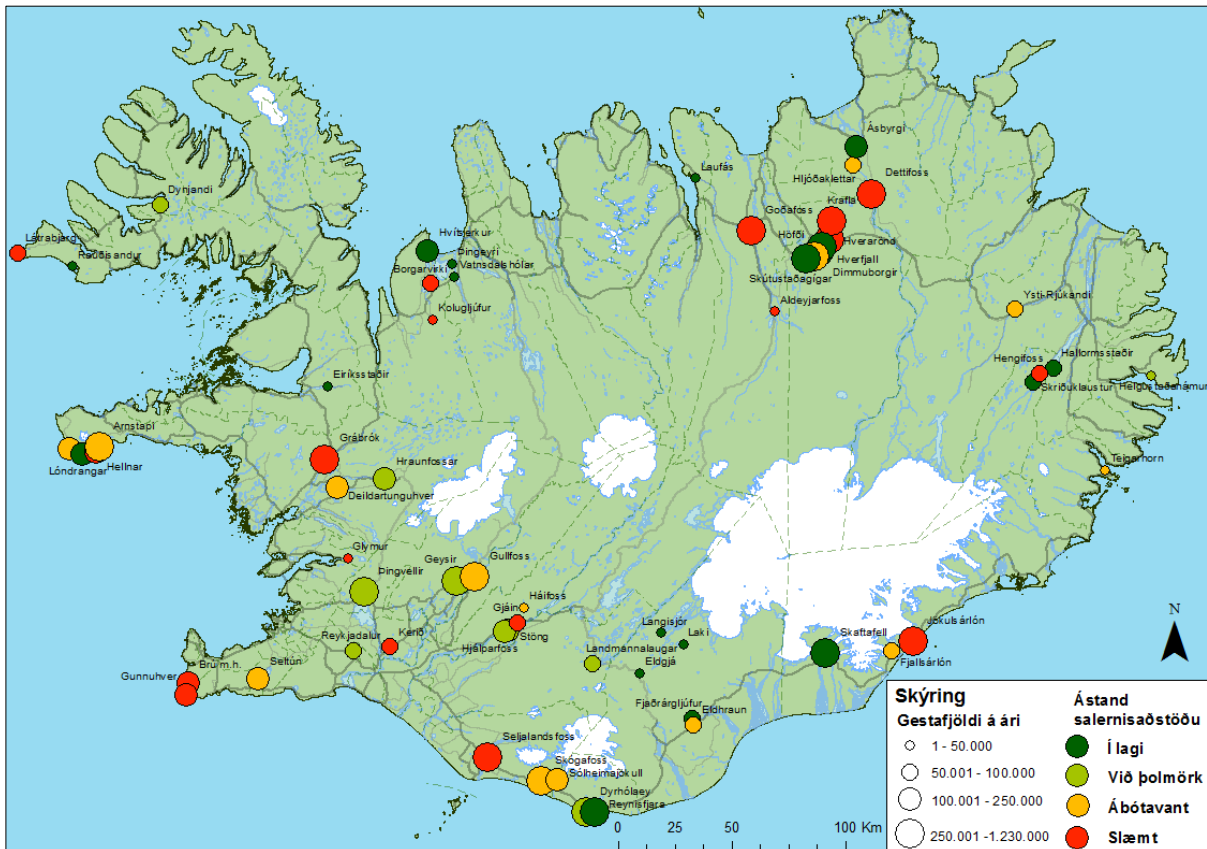 Ásbyrgi
Laufás
Hljóðaklettar
Dettifoss
Dynjandi
Krafla
Goðafoss
Höfði
Hvítserkur
Hverarönd
Látrabjarg
Þingeyri
Hverfjall
Rauðisandur
Vatnsdalshólar
Borgarvirki
Dimmuborgir
Skútustaðagígar
Ysti-Rjúkandi
Aldeyjarfoss
Kolugljúfur
Hengifoss
Hallormsstaðir
Eiríksstaðir
Skriðuklaustur
Helgustaðanámur
Arnstapi
Grábrók
Lóndrangar
Hellnar
Hraunfossar
Teigarhorn
Deildartunguhver
Glymur
Geysir
Gullfoss
Þingvellir
Háifoss
Gjáin
Langisjór
Stöng
Laki
Jökulsárlón
Reykjadalur
Kerið
Hjálparfoss
Landmannalaugar
Skaftafell
Eldgjá
Fjallsárlón
Brú m.h.
Seltún
Gunnuhver
Fjaðrárgljúfur
Eldhraun
Seljalandsfoss
Skógafoss
Sólheimajökull
Dyrhólaey
Reynisfjara
0 25 50 100 Km
N
Skýring
Gestafjöldi á ári
1 - 50.000
50.001 - 100.000
100.001 - 250.000
250.001 -1.230.000
Ástand
salernisaðstöðu
Í lagi
Við þolmörk
Ábótavant
Slæmt